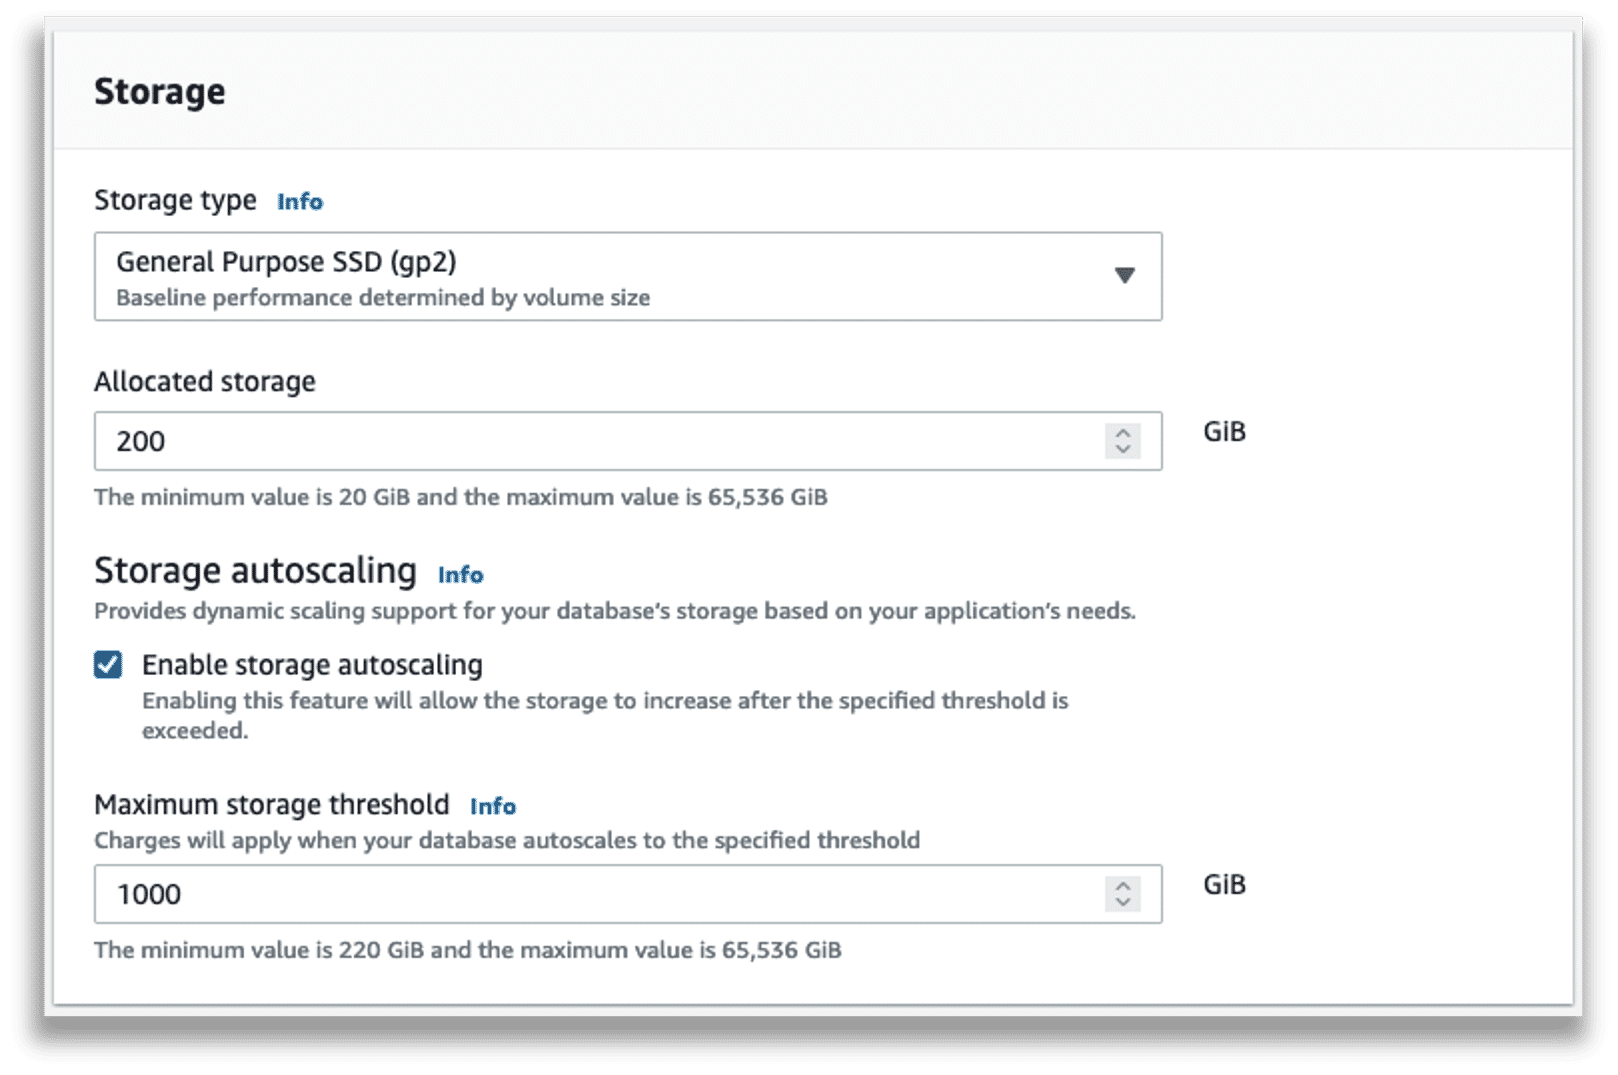 Storage
Storage type Info
General Purpose SSD (gp2)
Baseline performance determined by volume size
Allocated storage
200
GiB
The minimum value is 20 GiB and the maximum value is 65,536 GiB
Storage autoscaling Info
Provides dynamic scaling support for your database’s storage based on your application’s needs.
Enable storage autoscaling
Enabling this feature will allow the storage to increase after the specified threshold is
exceeded.
Maximum storage threshold Info
Charges will apply when your database autoscales to the specified threshold
1000
GiB
The minimum value is 220 GiB and the maximum value is 65,536 GiB